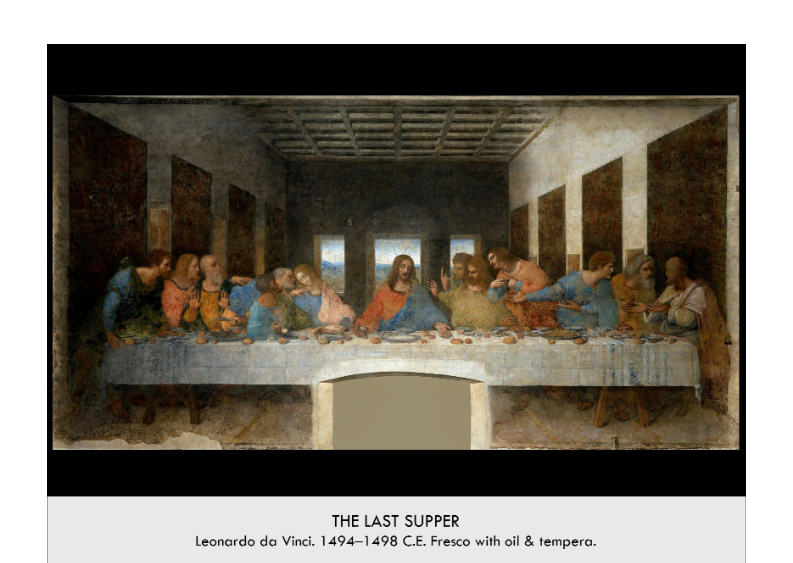 THE LAST SUPPER
Leonardo da Vinci. 1494–1498 C.E. Fresco with oil & tempera.